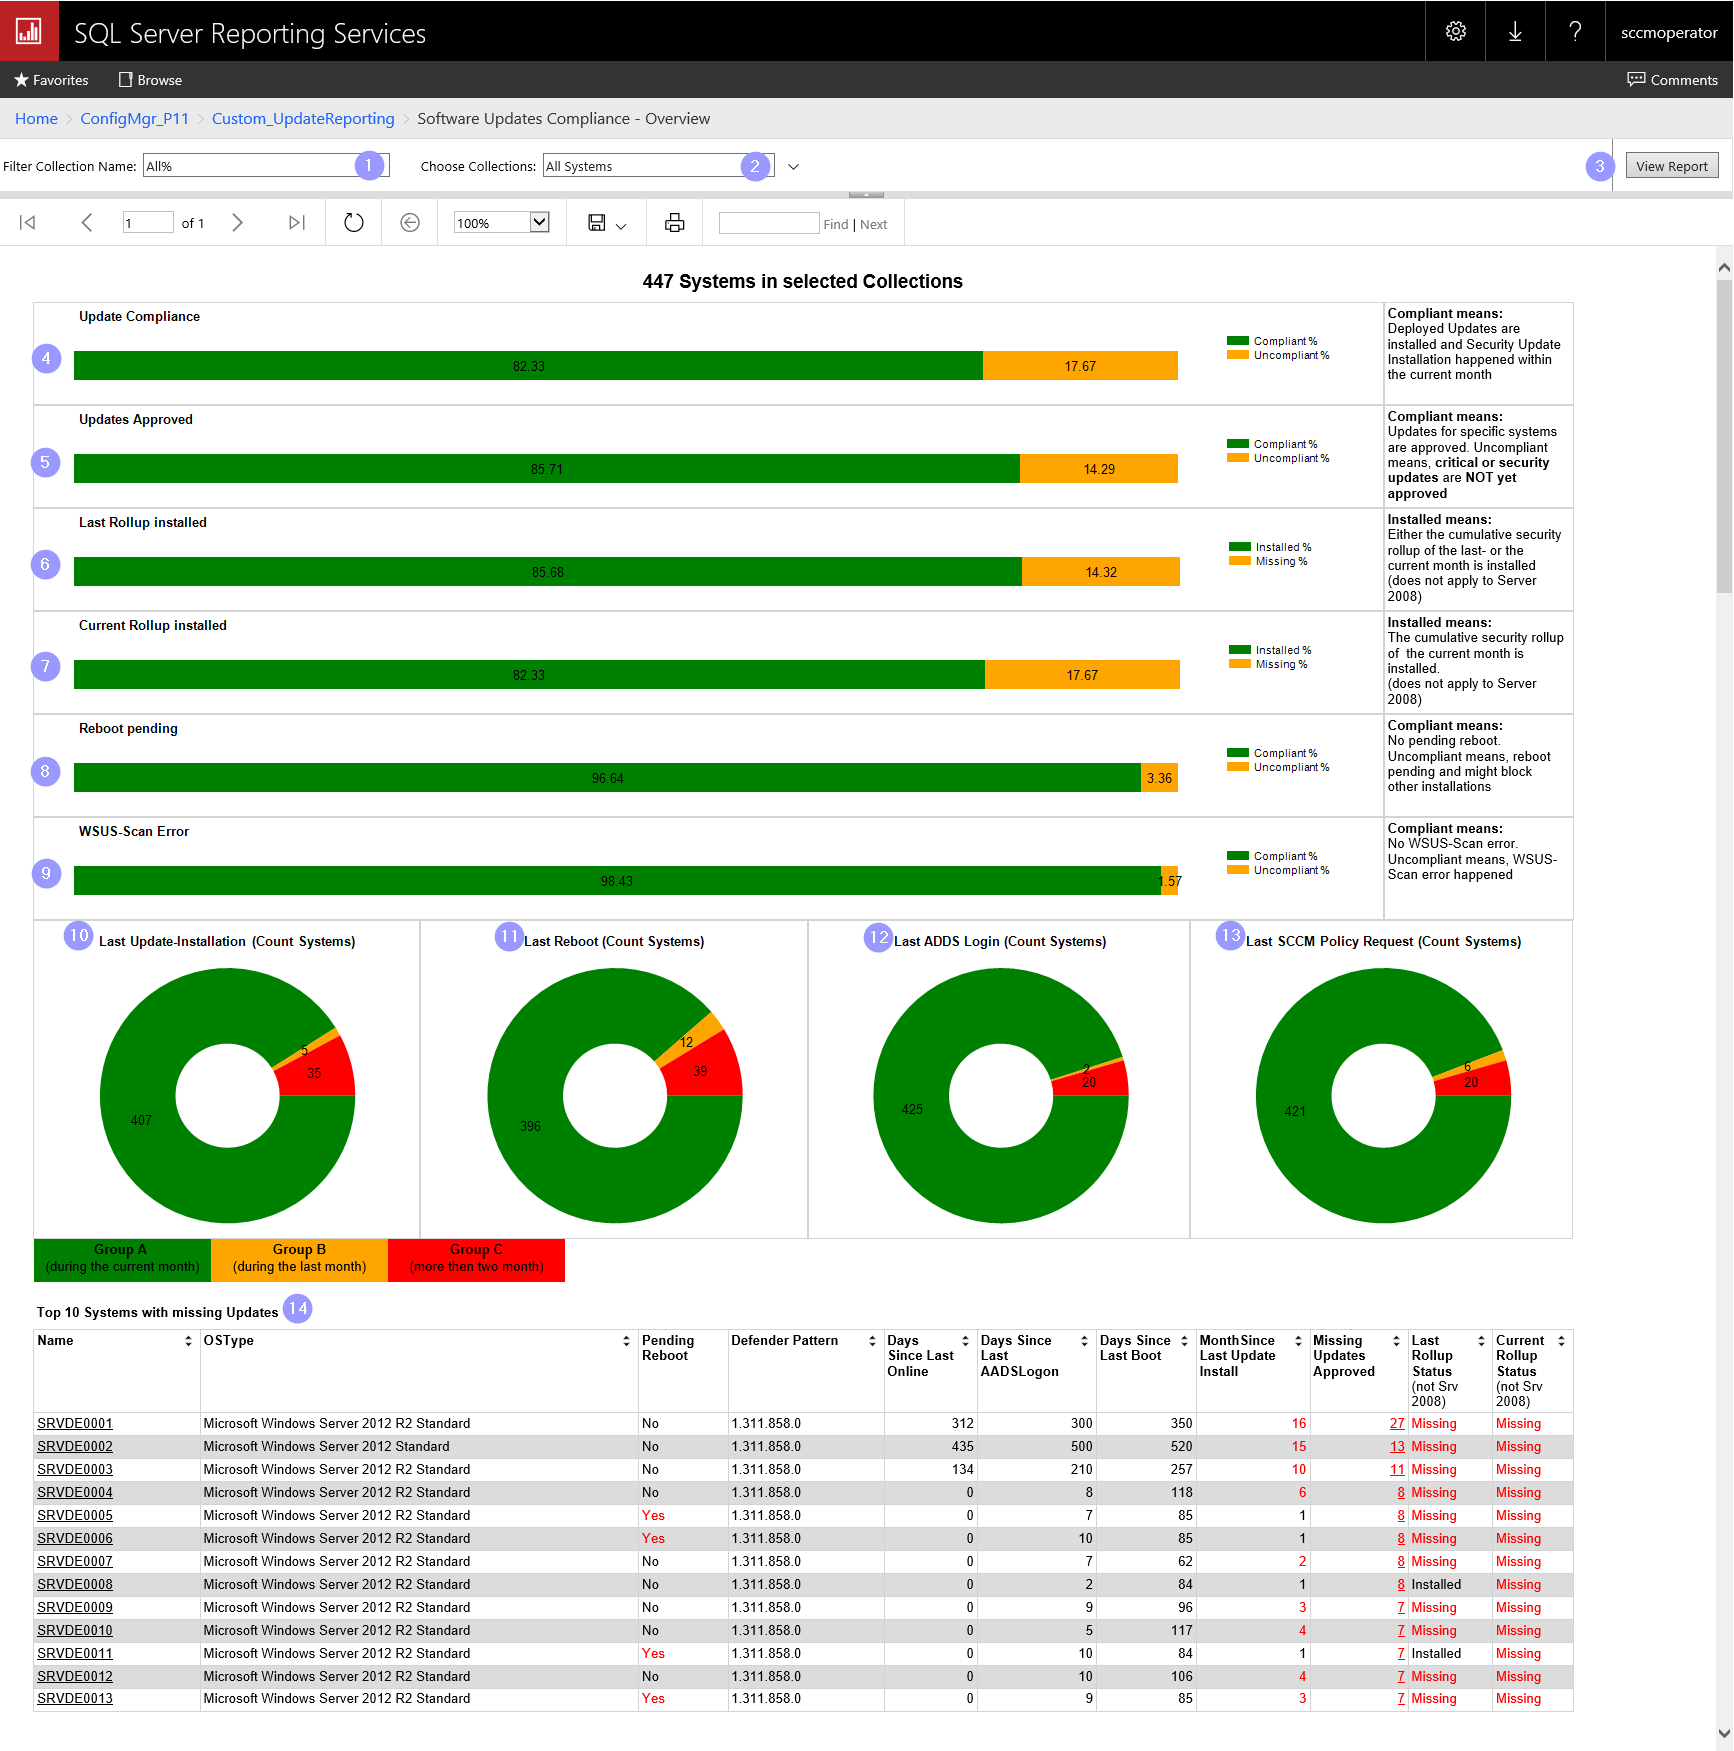 SQL Server Reporting Services
? sccmoperator
Favorites Browse Comments
Home > ConfigMgr_P11 > Custom_UpdateReporting > Software Updates Compliance - Overview
Filter Collection Name: All% 1 Choose Collections: All Systems 2 3 View Report
1 of 1 100% Find | Next
447 Systems in selected Collections
Update Compliance
4
82.33 17.67
Compliant %
Uncompliant %
Compliant means:
Deployed Updates are
installed and Security Update
Installation happened within
the current month
Updates Approved
5
85.71 14.29
Compliant %
Uncompliant %
Compliant means:
Updates for specific systems
are approved. Uncompliant
means, critical or security
updates are NOT yet
approved
Last Rollup installed
6
85.68 14.32
Installed %
Missing %
Installed means:
Either the cumulative security
rollup of the last- or the
current month is installed
(does not apply to Server
2008)
Current Rollup installed
7
82.33 17.67
Installed %
Missing %
Installed means:
The cumulative security rollup
of the current month is
installed.
(does not apply to Server
2008)
Reboot pending
8
96.64 3.36
Compliant %
Uncompliant %
Compliant means:
No pending reboot.
Uncompliant means, reboot
pending and might block
other installations
WSUS-Scan Error
9
98.43 1.57
Compliant %
Uncompliant %
Compliant means:
No WSUS-Scan error.
Uncompliant means, WSUS-
Scan error happened
10 Last Update-Installation (Count Systems)
5
35
407
11 Last Reboot (Count Systems)
12
39
396
12 Last ADDS Login (Count Systems)
2
20
425
13 Last SCCM Policy Request (Count Systems)
6
20
421
Group A
(during the current month)
Group B
(during the last month)
Group C
(more then two month)
Top 10 Systems with missing Updates 14
Name
OSType
Pending
Reboot
Defender Pattern
Days
Since Last
Online
Days Since
Last
AADSLogon
Days Since
Last Boot
MonthSince
Last Update
Install
Missing
Updates
Approved
Last
Rollup
Status
(not Srv
2008)
Current
Rollup
Status
(not Srv
2008)
SRVDE0001 Microsoft Windows Server 2012 R2 Standard No 1.311.858.0 312 300 350 16 27 Missing Missing
SRVDE0002 Microsoft Windows Server 2012 Standard No 1.311.858.0 435 500 520 15 13 Missing Missing
SRVDE0003 Microsoft Windows Server 2012 R2 Standard No 1.311.858.0 134 210 257 10 11 Missing Missing
SRVDE0004 Microsoft Windows Server 2012 R2 Standard No 1.311.858.0 0 8 118 6 8 Missing Missing
SRVDE0005 Microsoft Windows Server 2012 R2 Standard Yes 1.311.858.0 0 7 85 1 8 Missing Missing
SRVDE0006 Microsoft Windows Server 2012 R2 Standard Yes 1.311.858.0 0 10 85 1 8 Missing Missing
SRVDE0007 Microsoft Windows Server 2012 R2 Standard No 1.311.858.0 0 7 62 2 8 Missing Missing
SRVDE0008 Microsoft Windows Server 2012 R2 Standard No 1.311.858.0 0 2 84 1 8 Installed Missing
SRVDE0009 Microsoft Windows Server 2012 R2 Standard No 1.311.858.0 0 9 96 3 7 Missing Missing
SRVDE0010 Microsoft Windows Server 2012 R2 Standard No 1.311.858.0 0 5 117 4 7 Missing Missing
SRVDE0011 Microsoft Windows Server 2012 R2 Standard Yes 1.311.858.0 0 10 84 1 7 Installed Missing
SRVDE0012 Microsoft Windows Server 2012 R2 Standard No 1.311.858.0 0 10 106 4 7 Missing Missing
SRVDE0013 Microsoft Windows Server 2012 R2 Standard Yes 1.311.858.0 0 9 85 3 7 Missing Missing